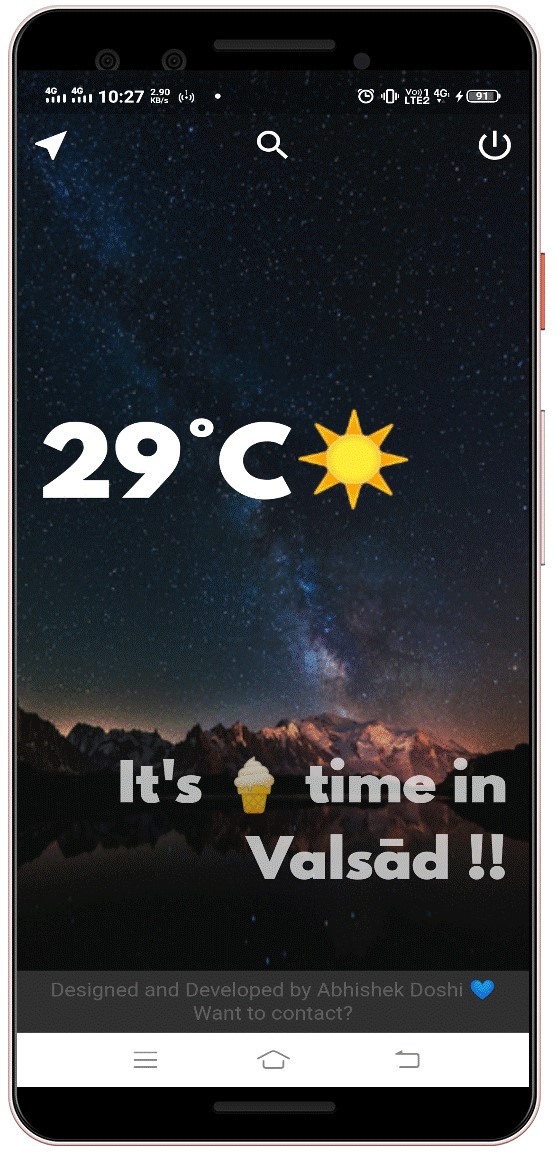 4G 4G 10:27 2.90 KB/s Vo)) 1 LTE2 4G 91
29°C☀️
It's 🍦 time in
Valsād !!
Designed and Developed by Abhishek Doshi 💙
Want to contact?